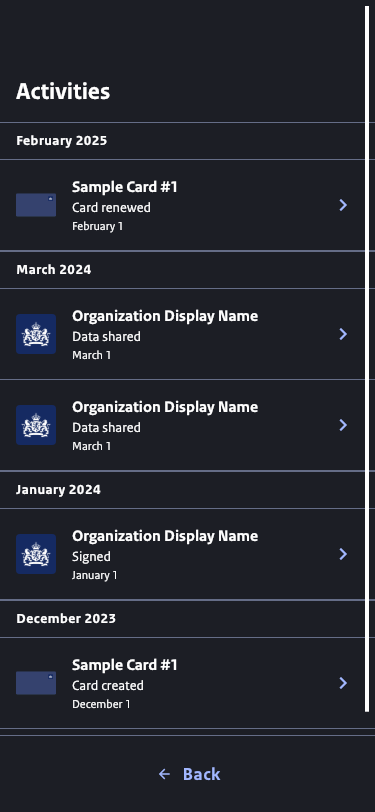 Activities
February 2025
Sample Card #1
Card renewed
February 1
March 2024
Organization Display Name
Data shared
March 1
Organization Display Name
Data shared
March 1
January 2024
Organization Display Name
Signed
January 1
December 2023
Sample Card #1
Card created
December 1
Back